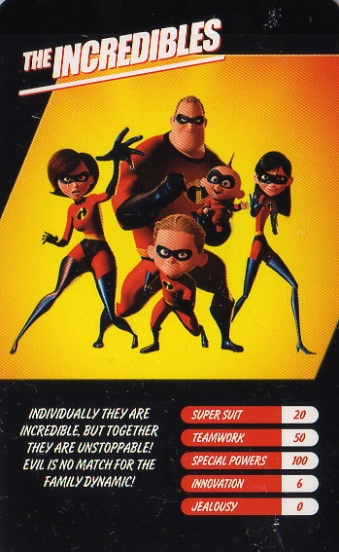 THE INCREDIBLES
INDIVIDUALLY THEY ARE
INCREDIBLE, BUT TOGETHER
THEY ARE UNSTOPPABLE!
EVIL IS NO MATCH FOR THE
FAMILY DYNAMIC!
SUPER SUIT 20
TEAMWORK 50
SPECIAL POWERS 100
INNOVATION 6
JEALOUSY 0